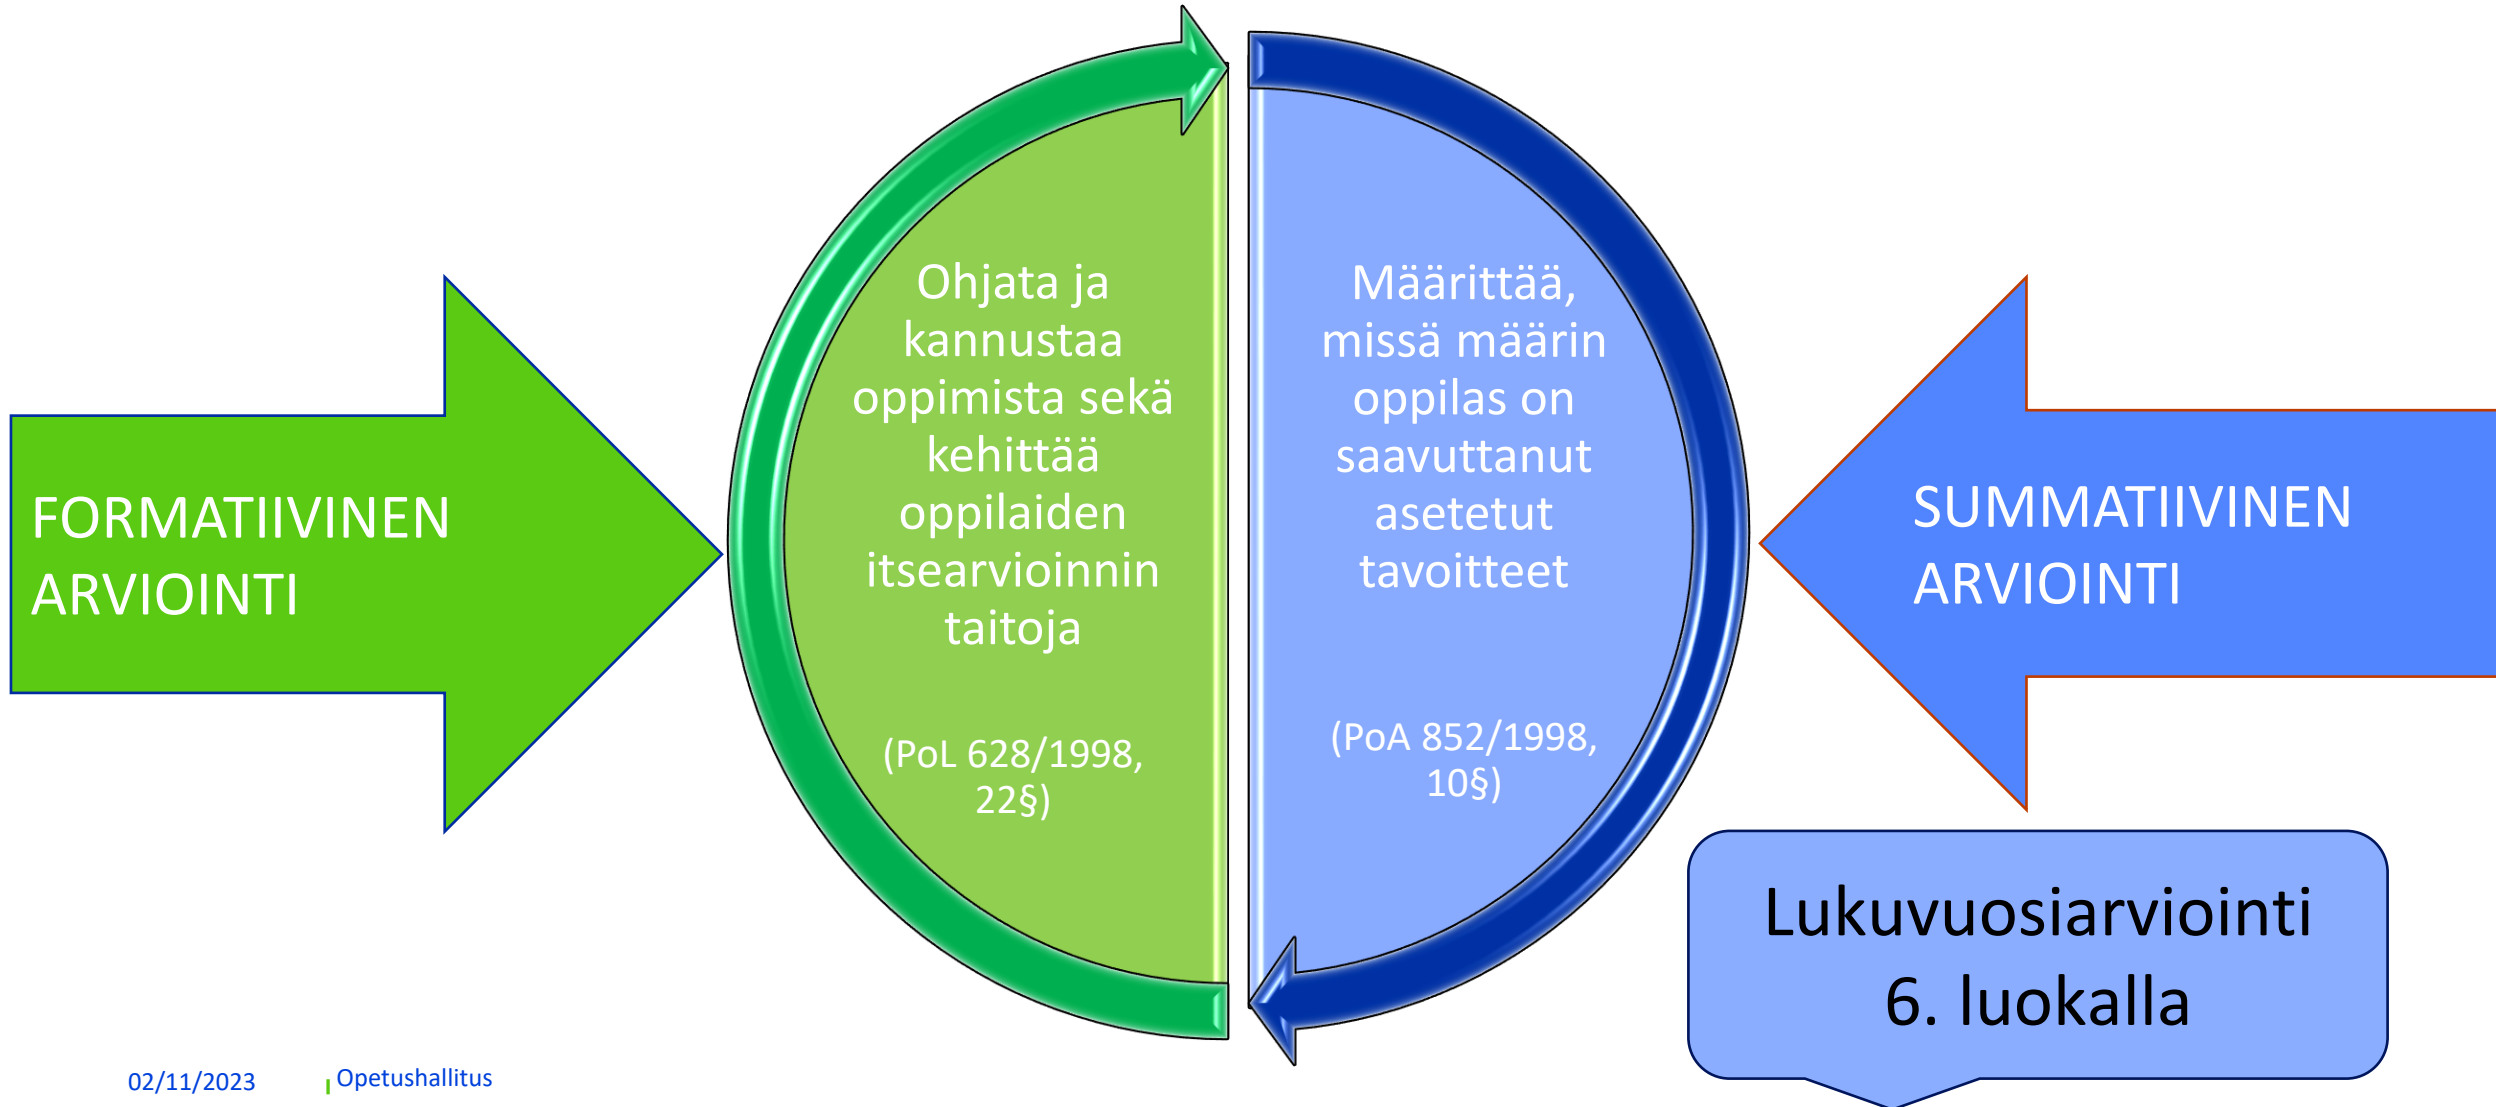 FORMATIIVINEN
ARVIOINTI
Ohjata ja
kannustaa
oppimista sekä
kehittää
oppilaiden
itsearvioinnin
taitoja
(PoL 628/1998,
22§)
Määrittää,
missä määrin
oppilas on
saavuttanut
asetetut
tavoitteet
(PoA 852/1998,
10§)
SUMMATIIVINEN
ARVIOINTI
Lukuvuosiarviointi
6. luokalla
02/11/2023
Opetushallitus